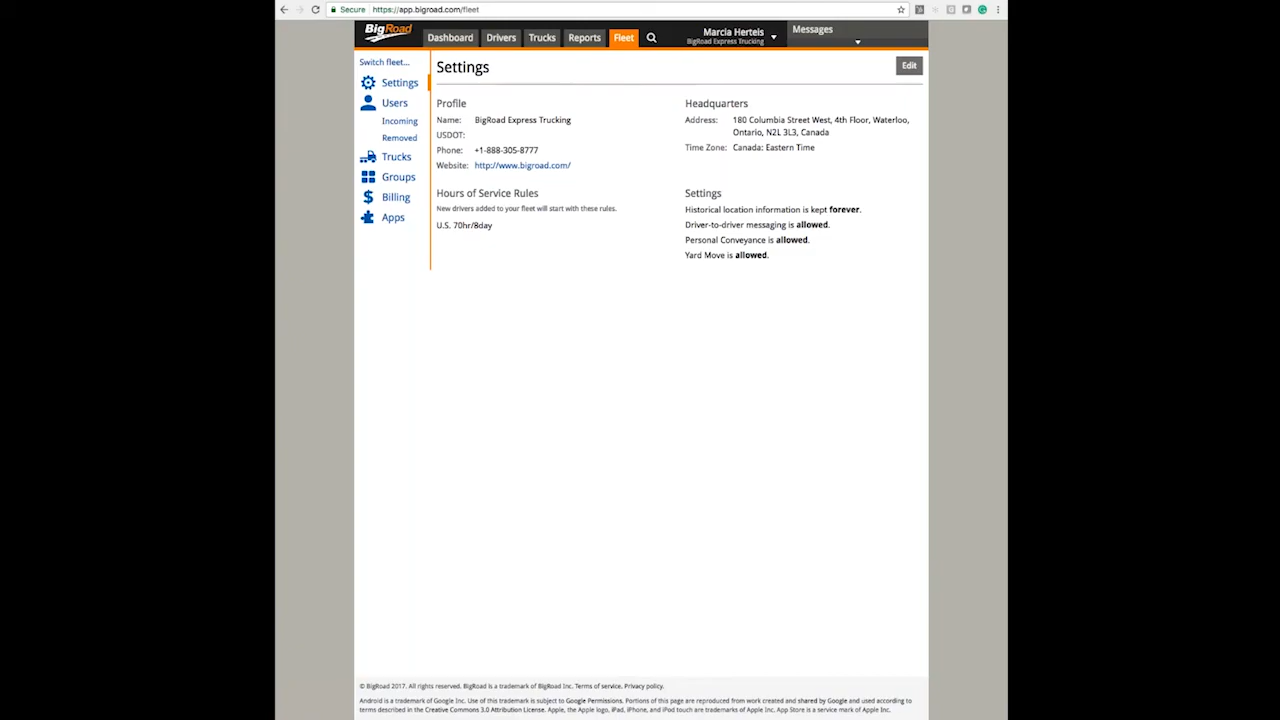 Secure https://app.bigroad.com/fleet
BigRoad Dashboard Drivers Trucks Reports Fleet Marcia Herteis Messages
BigRoad Express Trucking
Switch fleet...
Settings
Users
Incoming
Removed
Trucks
Groups
Billing
Apps
Settings Edit
Profile
Name: BigRoad Express Trucking
USDOT:
Phone: +1-888-305-8777
Website: http://www.bigroad.com/
Headquarters
Address: 180 Columbia Street West, 4th Floor, Waterloo,
Ontario, N2L 3L3, Canada
Time Zone: Canada: Eastern Time
Hours of Service Rules
New drivers added to your fleet will start with these rules.
U.S. 70hr/8day
Settings
Historical location information is kept forever.
Driver-to-driver messaging is allowed.
Personal Conveyance is allowed.
Yard Move is allowed.
© BigRoad 2017. All rights reserved. BigRoad is a trademark of BigRoad Inc. Terms of service. Privacy policy.
Android is a trademark of Google Inc. Use of this trademark is subject to Google Permissions. Portions of this page are reproduced from work created and shared by Google and used according to
terms described in the Creative Commons 3.0 Attribution License. Apple, the Apple logo, iPad, iPhone, and iPod touch are trademarks of Apple Inc. App Store is a service mark of Apple Inc.